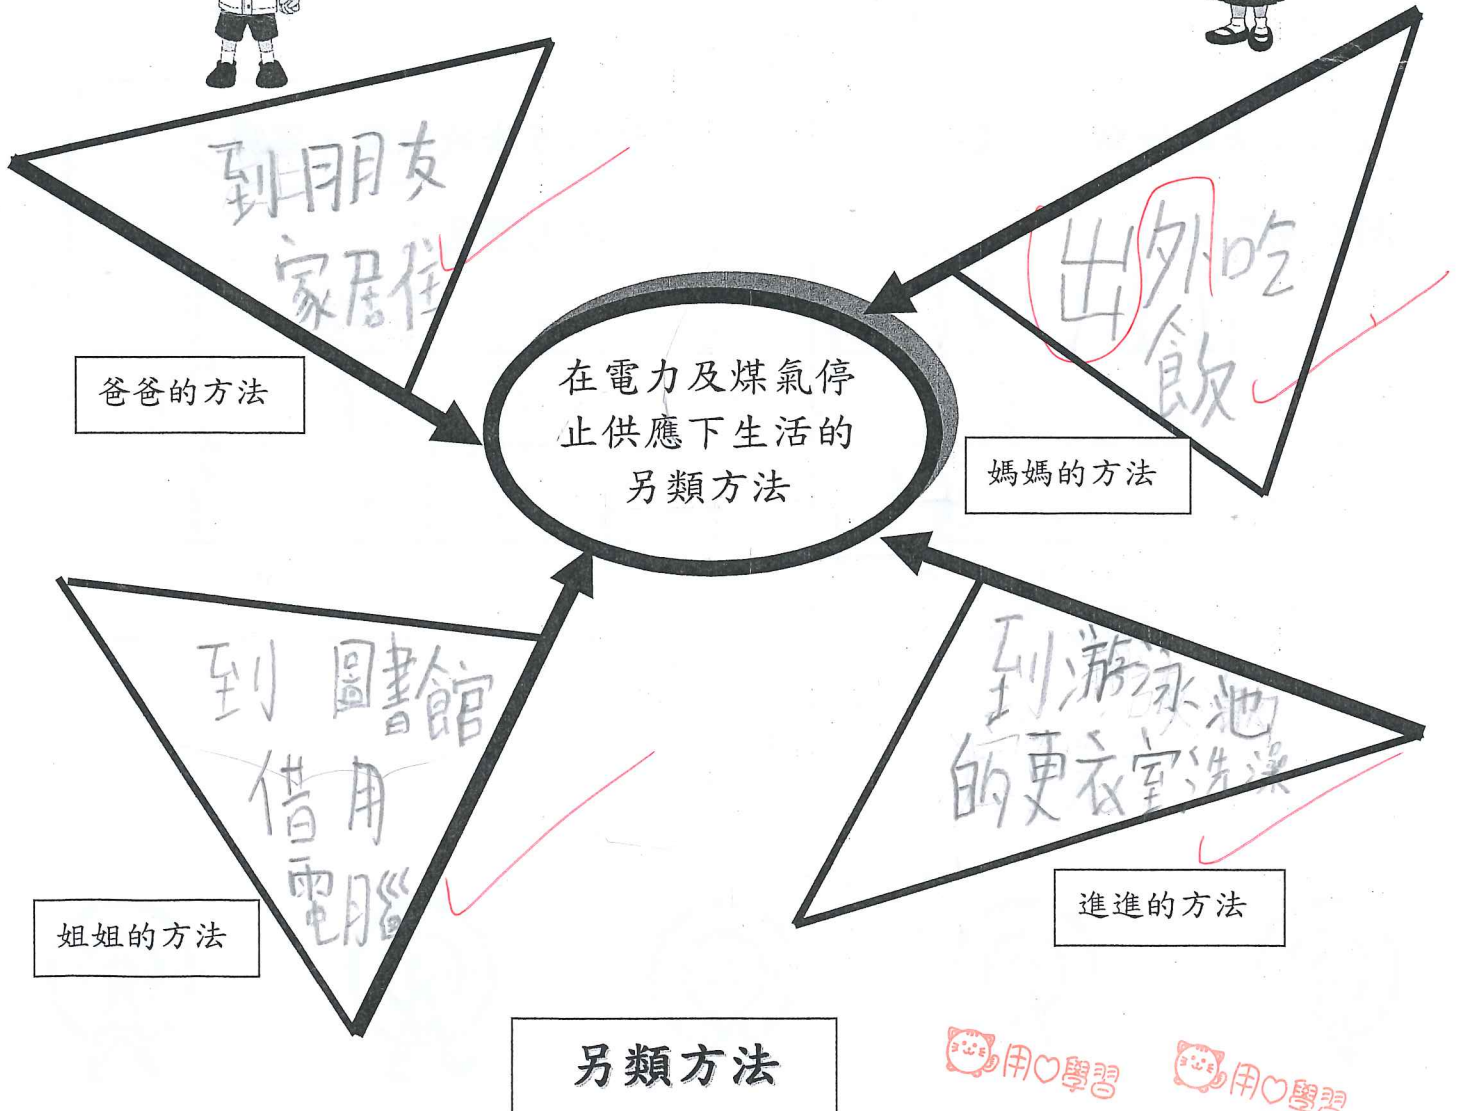 到朋友
家居住
爸爸的方法
出外吃
飯
媽媽的方法
在電力及煤氣停
止供應下生活的
另類方法
到圖書館
借用
電腦
姐姐的方法
到游泳池
的更衣室洗澡
進進的方法
另類方法
用♡學習
用♡學習